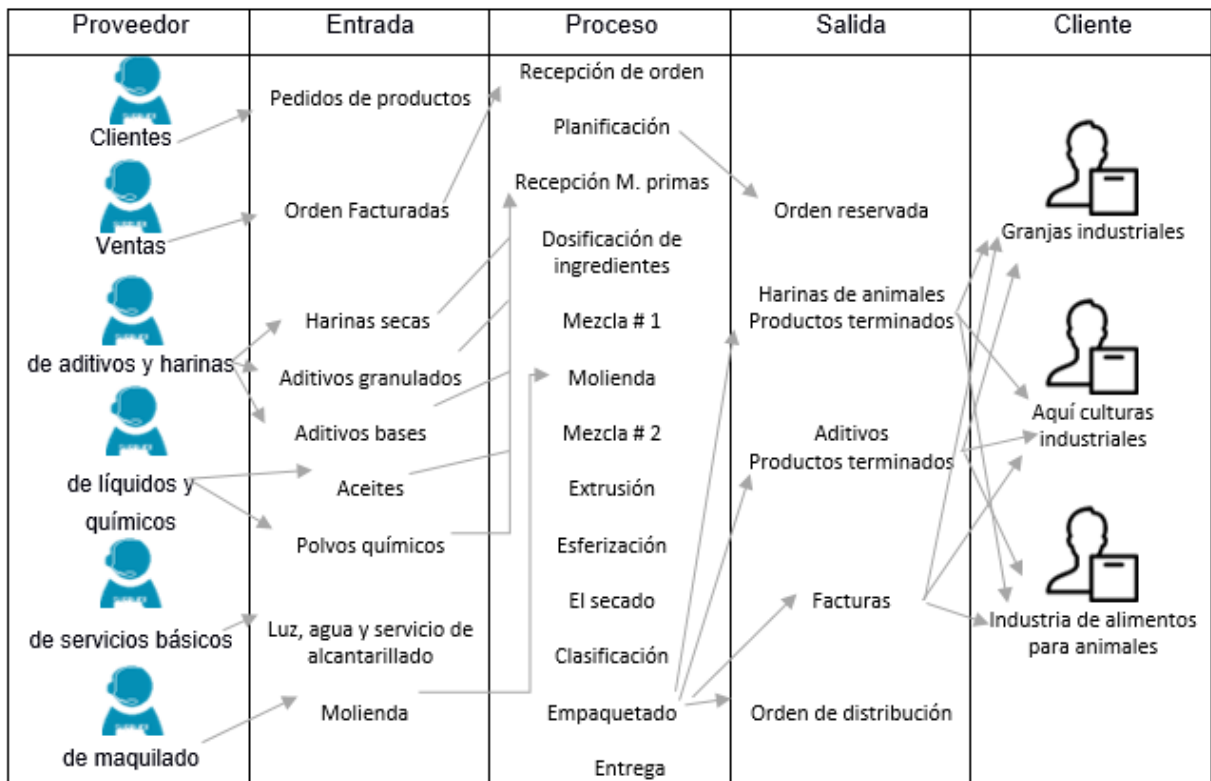 Proveedor
Entrada
Proceso
Salida
Cliente
Clientes
Ventas
de aditivos y harinas
de líquidos y
químicos
de servicios básicos
de maquilado
Pedidos de productos
Orden Facturadas
Harinas secas
Aditivos granulados
Aditivos bases
Aceites
Polvos químicos
Luz, agua y servicio de
alcantarillado
Molienda
Recepción de orden
Planificación
Recepción M. primas
Dosificación de
ingredientes
Mezcla # 1
Molienda
Mezcla # 2
Extrusión
Esferización
El secado
Clasificación
Empaquetado
Entrega
Orden reservada
Harinas de animales
Productos terminados
Aditivos
Productos terminados
Facturas
Orden de distribución
Granjas industriales
Aquí culturas
industriales
Industria de alimentos
para animales